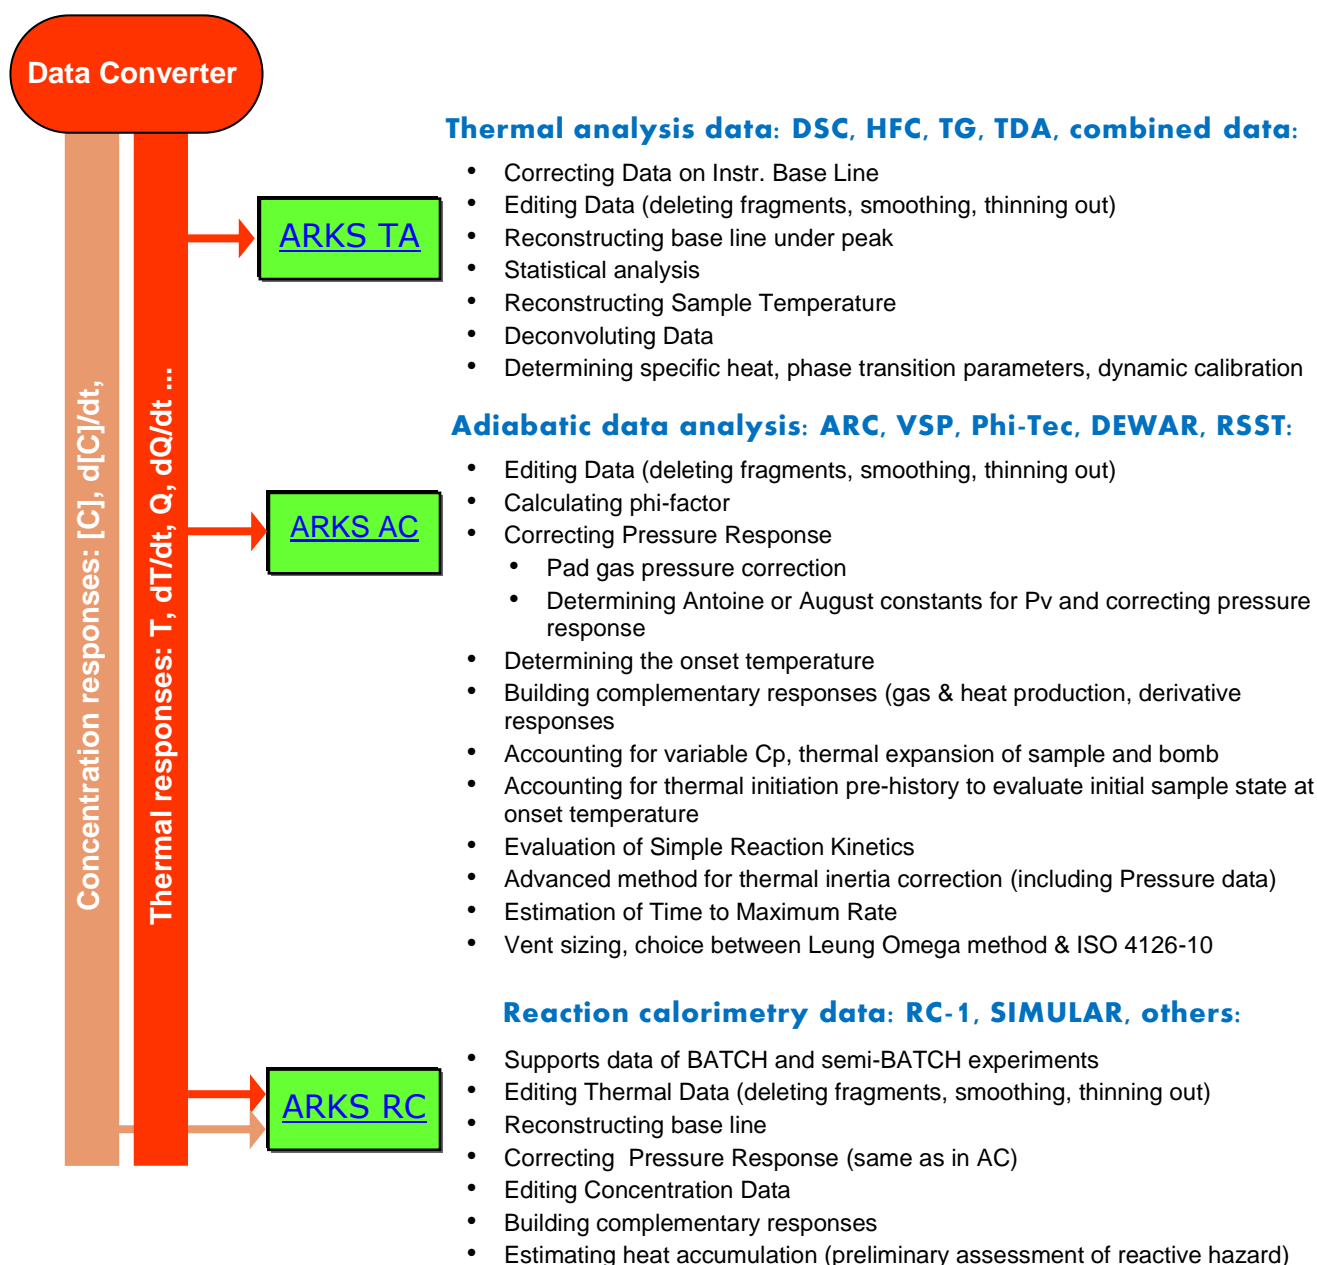 Data Converter
Concentration responses: [C], d[C]/dt,
Thermal responses: T, dT/dt, Q, dQ/dt ...
Thermal analysis data: DSC, HFC, TG, TDA, combined data:
ARKS TA
• Correcting Data on Instr. Base Line
• Editing Data (deleting fragments, smoothing, thinning out)
• Reconstructing base line under peak
• Statistical analysis
• Reconstructing Sample Temperature
• Deconvoluting Data
• Determining specific heat, phase transition parameters, dynamic calibration
Adiabatic data analysis: ARC, VSP, Phi-Tec, DEWAR, RSST:
ARKS AC
• Editing Data (deleting fragments, smoothing, thinning out)
• Calculating phi-factor
• Correcting Pressure Response
• Pad gas pressure correction
• Determining Antoine or August constants for Pv and correcting pressure
response
• Determining the onset temperature
• Building complementary responses (gas & heat production, derivative
responses
• Accounting for variable Cp, thermal expansion of sample and bomb
• Accounting for thermal initiation pre-history to evaluate initial sample state at
onset temperature
• Evaluation of Simple Reaction Kinetics
• Advanced method for thermal inertia correction (including Pressure data)
• Estimation of Time to Maximum Rate
• Vent sizing, choice between Leung Omega method & ISO 4126-10
Reaction calorimetry data: RC-1, SIMULAR, others:
ARKS RC
• Supports data of BATCH and semi-BATCH experiments
• Editing Thermal Data (deleting fragments, smoothing, thinning out)
• Reconstructing base line
• Correcting Pressure Response (same as in AC)
• Editing Concentration Data
• Building complementary responses
• Estimating heat accumulation (preliminary assessment of reactive hazard)